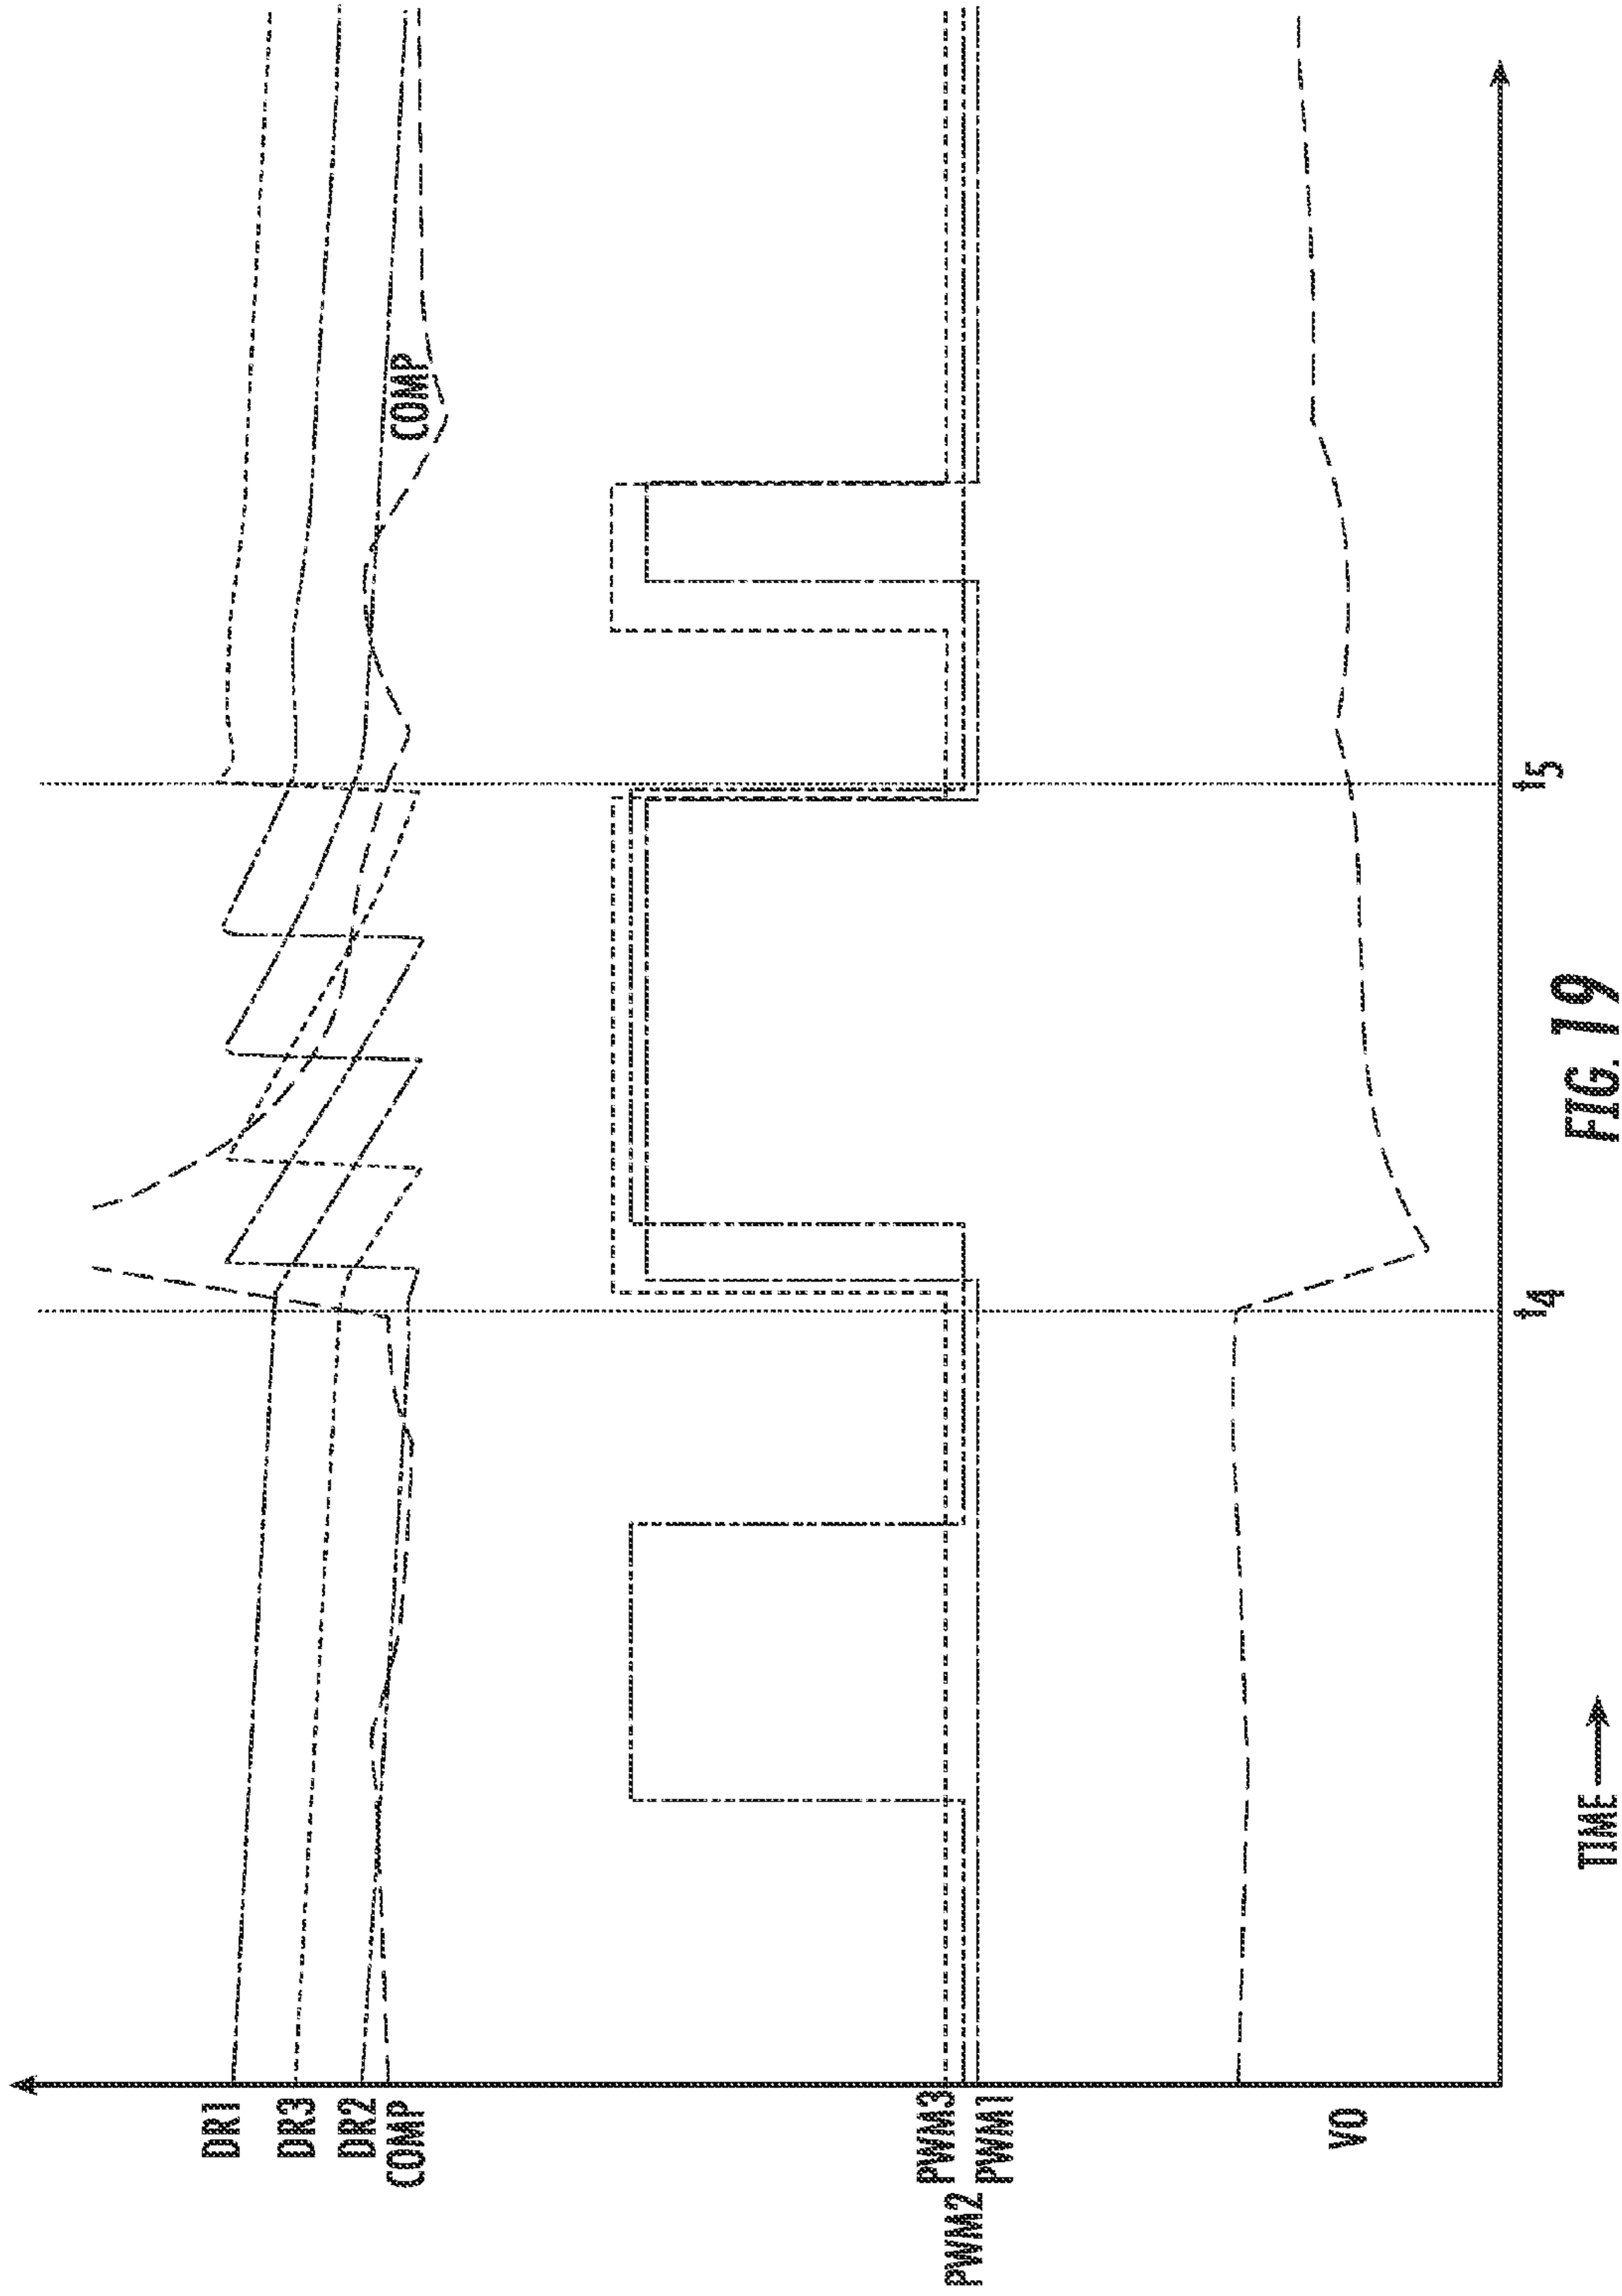 DR1
DR3
DR2
COMP
COMP
PWM3
PWM2
PWM1
VO
t4
t5
TIME
FIG. 19